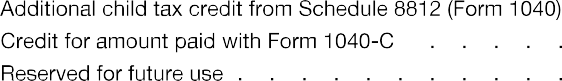 Additional child tax credit from Schedule 8812 (Form 1040)
Credit for amount paid with Form 1040-C . . . . .
Reserved for future use . . . . . . . . . . .